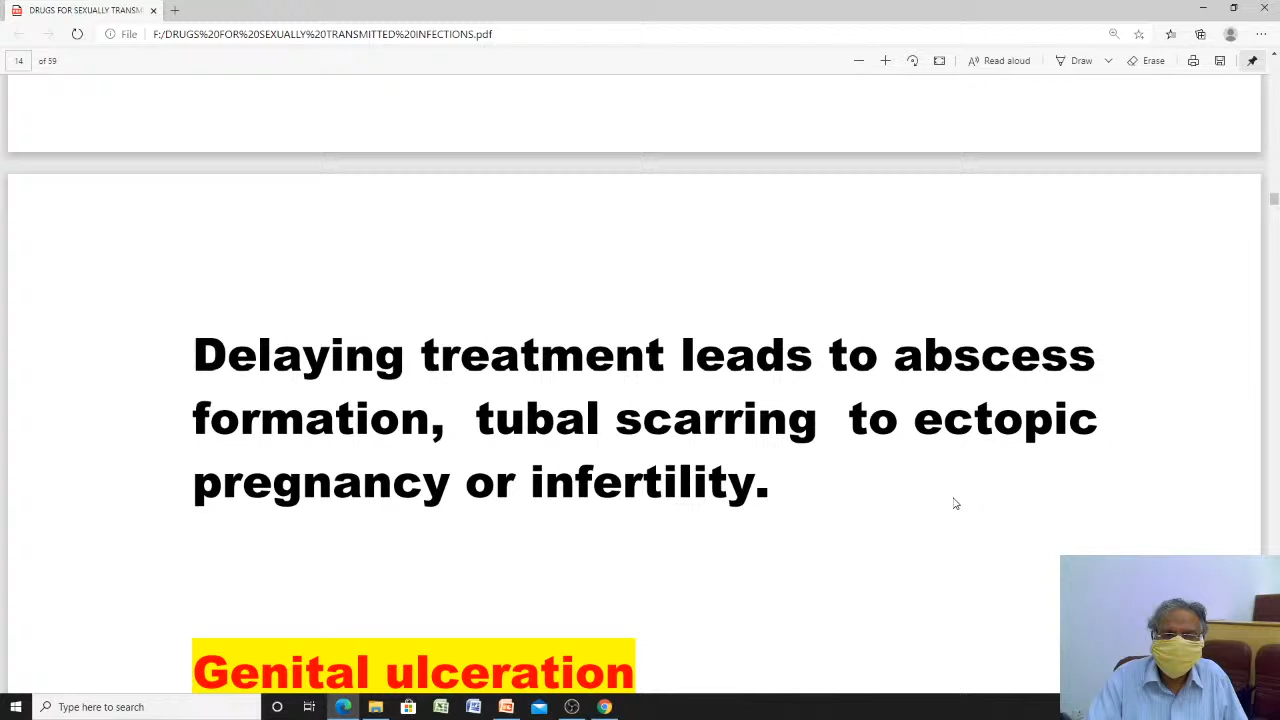 DRUGS FOR SEXUALLY TRANSM
File F:/DRUGS%20FOR%20SEXUALLY%20TRANSMITTED%20INFECTIONS.pdf
14 of 59 Read aloud Draw Erase
Delaying treatment leads to abscess
formation, tubal scarring to ectopic
pregnancy or infertility.
Genital ulceration
Type here to search